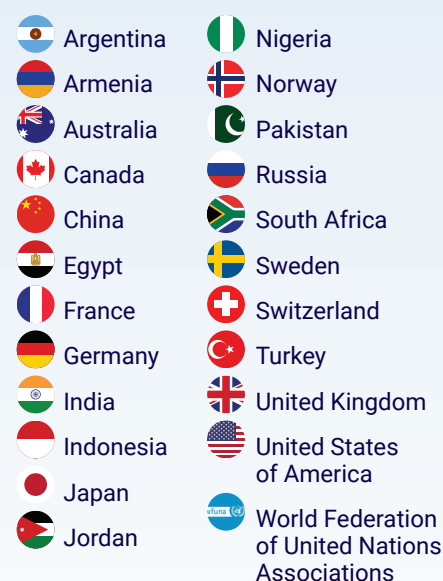 Argentina
Armenia
Australia
Canada
China
Egypt
France
Germany
India
Indonesia
Japan
Jordan
Nigeria
Norway
Pakistan
Russia
South Africa
Sweden
Switzerland
Turkey
United Kingdom
United States
of America
wfuna
World Federation
of United Nations
Associations